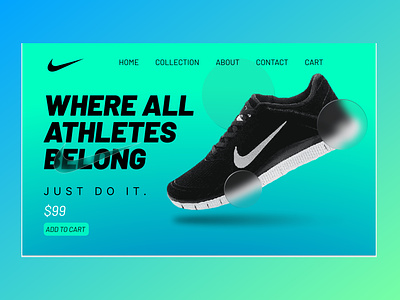 HOME COLLECTION ABOUT CONTACT CART
WHERE ALL
ATHLETES
BELONG
JUST DO IT.
$99
ADD TO CART